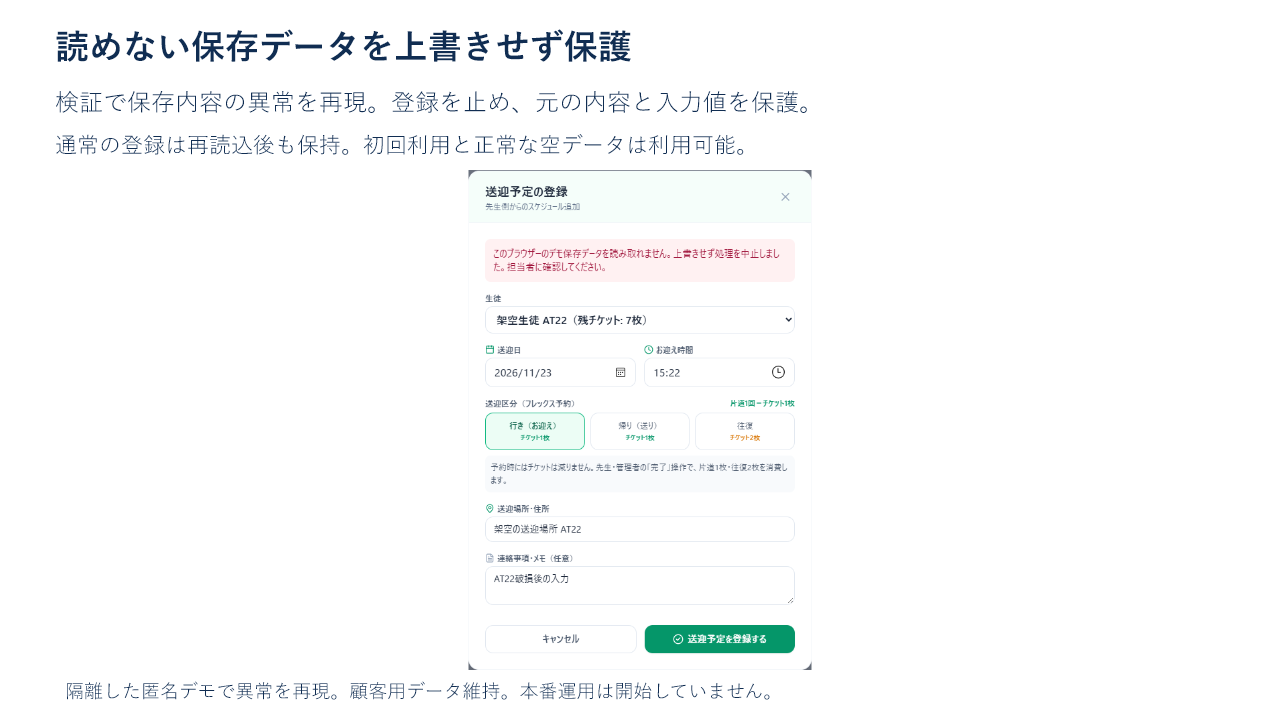 読めない保存データを上書きせず保護
検証で保存内容の異常を再現。登録を止め、元の内容と入力値を保護。
通常の登録は再読込後も保持。初回利用と正常な空データは利用可能。
送迎予定の登録
先生側からのスケジュール追加
このブラウザーのデモ保存データを読み取れません。上書きせず処理を中止しまし
た。担当者に確認してください。
生徒
架空生徒 AT22（残チケット: 7枚）
送迎日 お迎え時間
2026/11/23 15:22
送迎区分（フレックス予約） 片道1回＝チケット1枚
行き（お迎え） 帰り（送り） 往復
チケット1枚 チケット1枚 チケット2枚
予約時にはチケットは減りません。先生・管理者の「完了」操作で、片道1枚・往復2枚を消費し
ます。
送迎場所・住所
架空の送迎場所 AT22
連絡事項・メモ（任意）
AT22破損後の入力
キャンセル 送迎予定を登録する
隔離した匿名デモで異常を再現。顧客用データ維持。本番運用は開始していません。